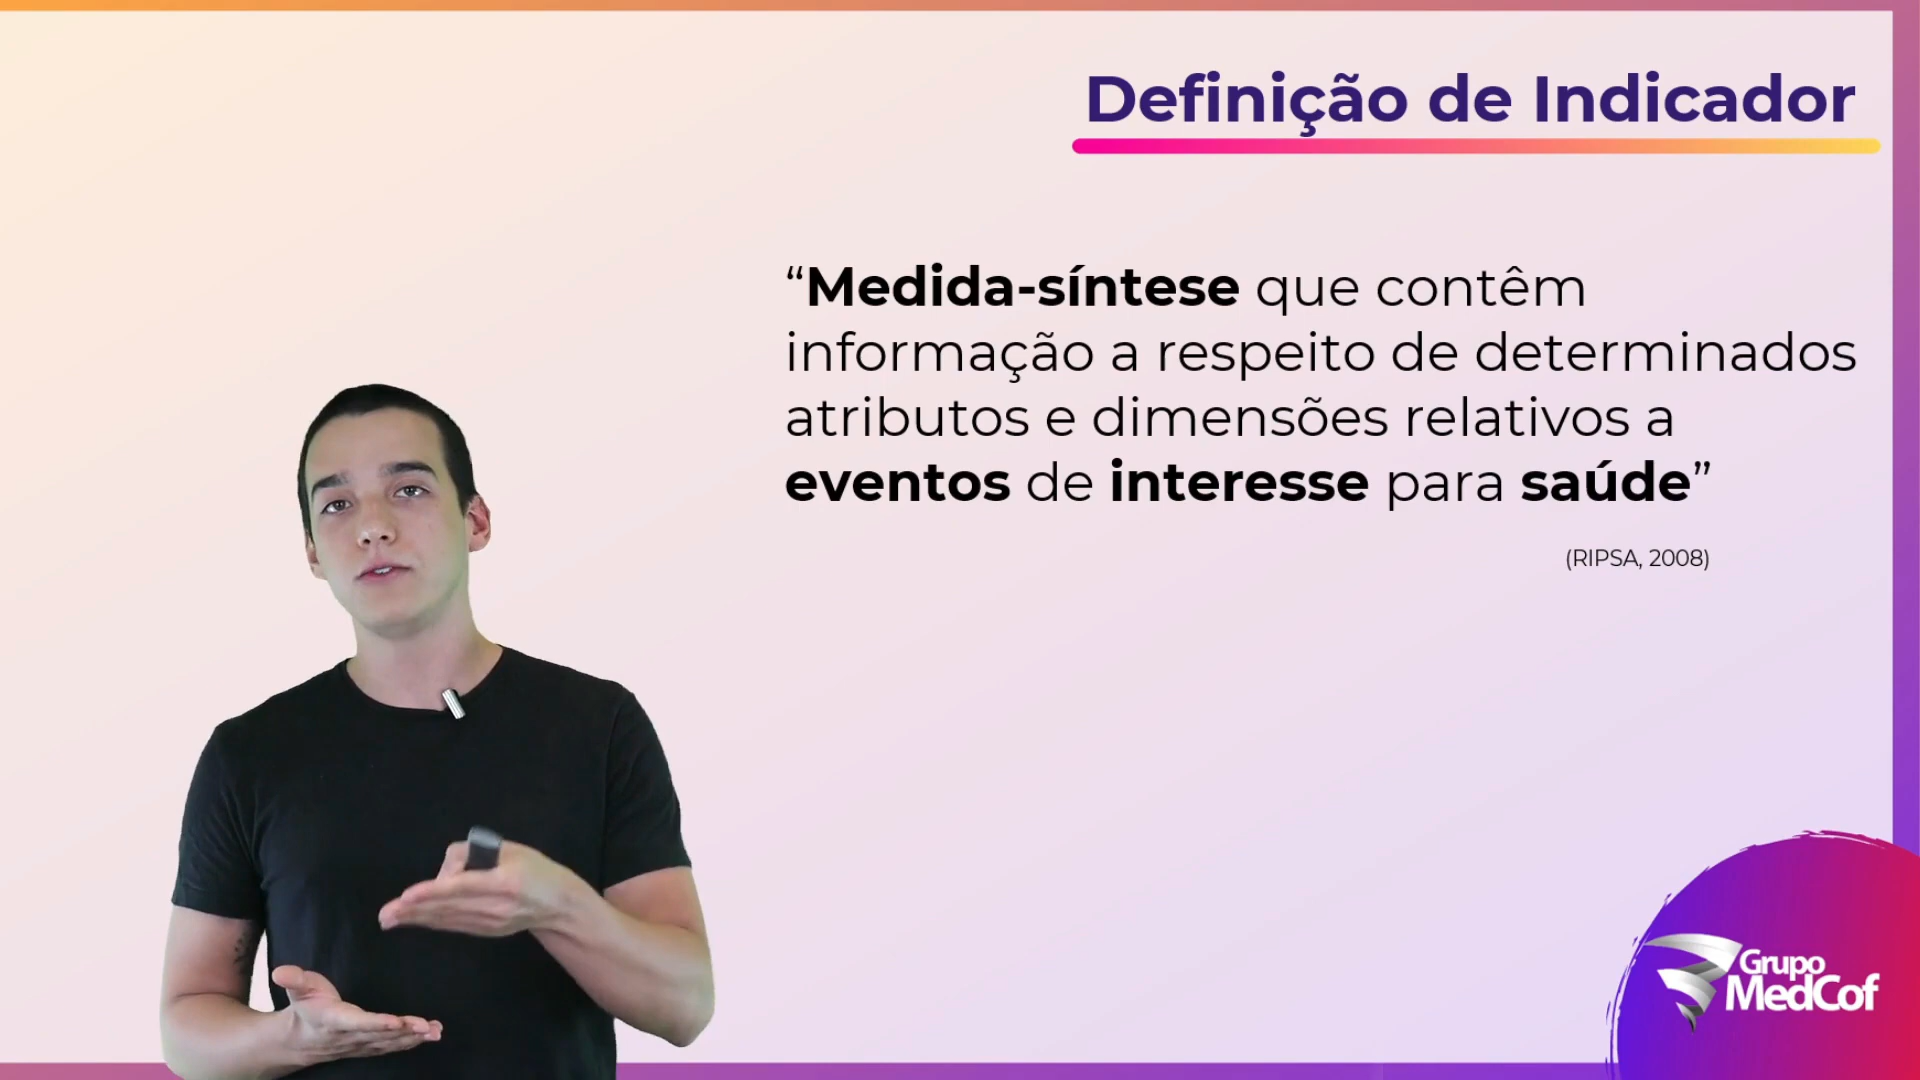 Definição de Indicador
“Medida-síntese que contêm
informação a respeito de determinados
atributos e dimensões relativos a
eventos de interesse para saúde”
(RIPSA, 2008)
Grupo
MedCof